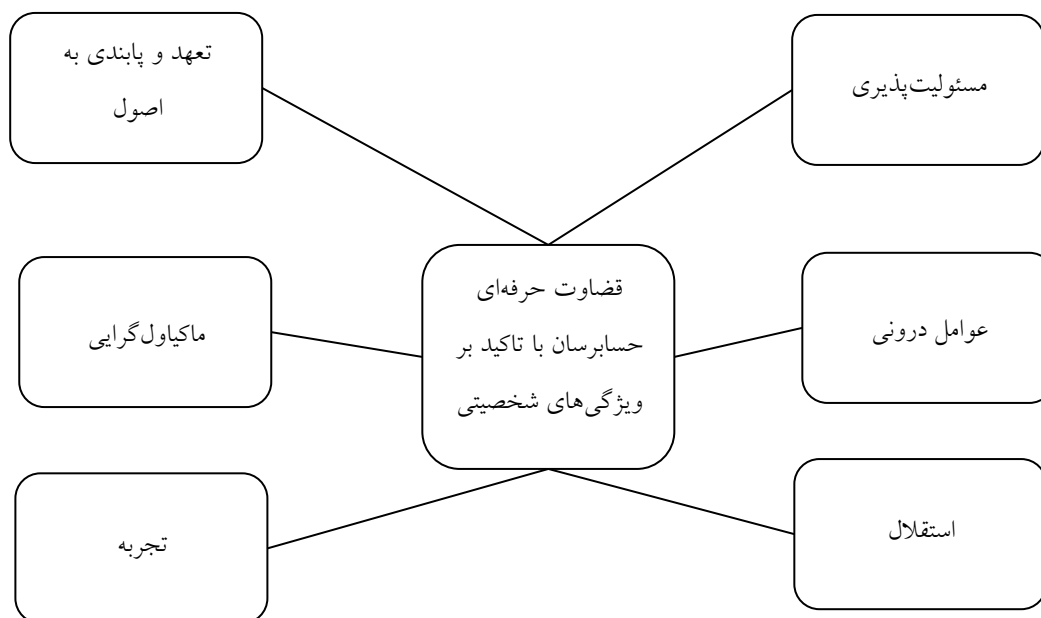 مسئولیت‌پذیری
تعهد و پابندی به
اصول
عوامل درونی
قضاوت حرفه‌ای
حسابرسان با تاکید بر
ویژگی‌های شخصیتی
ماکیاول‌گرایی
استقلال
تجربه